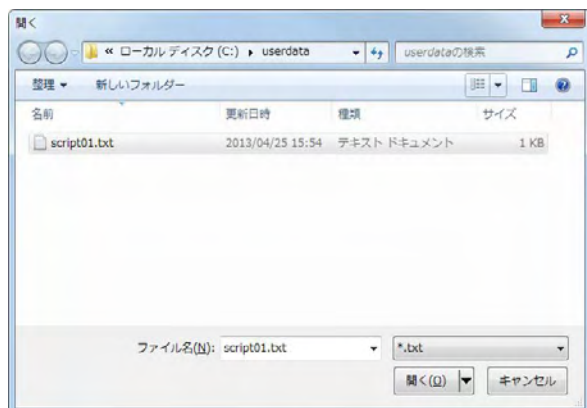 開く
« ローカル ディスク (C:) ▸ userdata userdataの検索
整理 ▾ 新しいフォルダー
名前 更新日時 種類 サイズ
script01.txt 2013/04/25 15:54 テキスト ドキュメント 1 KB
ファイル名(N): script01.txt *.txt
開く(O) キャンセル